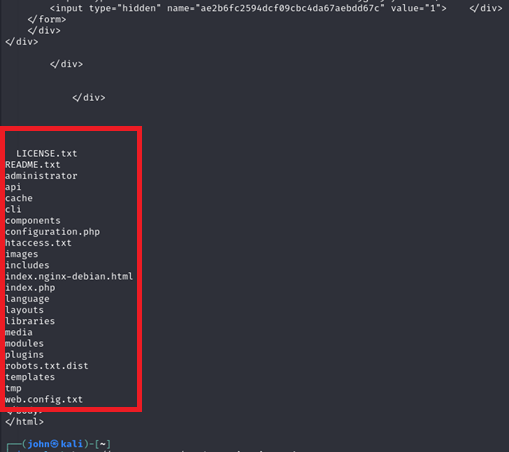 <input type="hidden" name="ae2b6fc2594dcf09cbc4da67aebdd67c" value="1"> </div>
</form>
</div>
</div>
</div>
</div>
LICENSE.txt
README.txt
administrator
api
cache
cli
components
configuration.php
htaccess.txt
images
includes
index.nginx-debian.html
index.php
language
layouts
libraries
media
modules
plugins
robots.txt.dist
templates
tmp
web.config.txt
</body>
</html>
(john㉿kali)-[~]